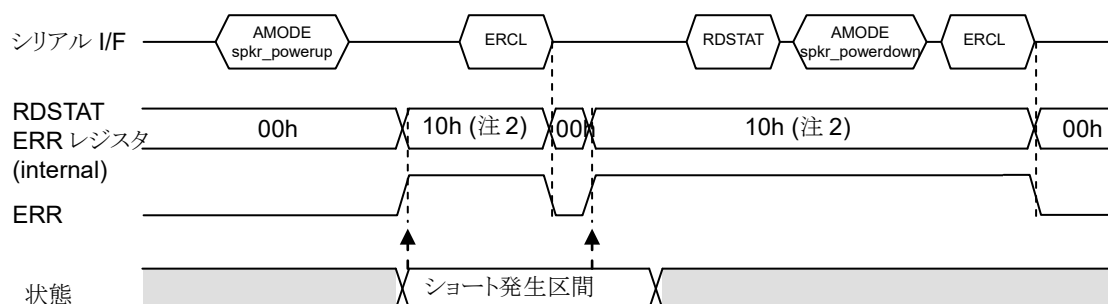 シリアル I/F
AMODE
spkr_powerup
ERCL
RDSTAT
AMODE
spkr_powerdown
ERCL
RDSTAT
ERR レジスタ
(internal)
00h
10h (注 2)
00h
10h (注 2)
00h
ERR
状態
ショート発生区間